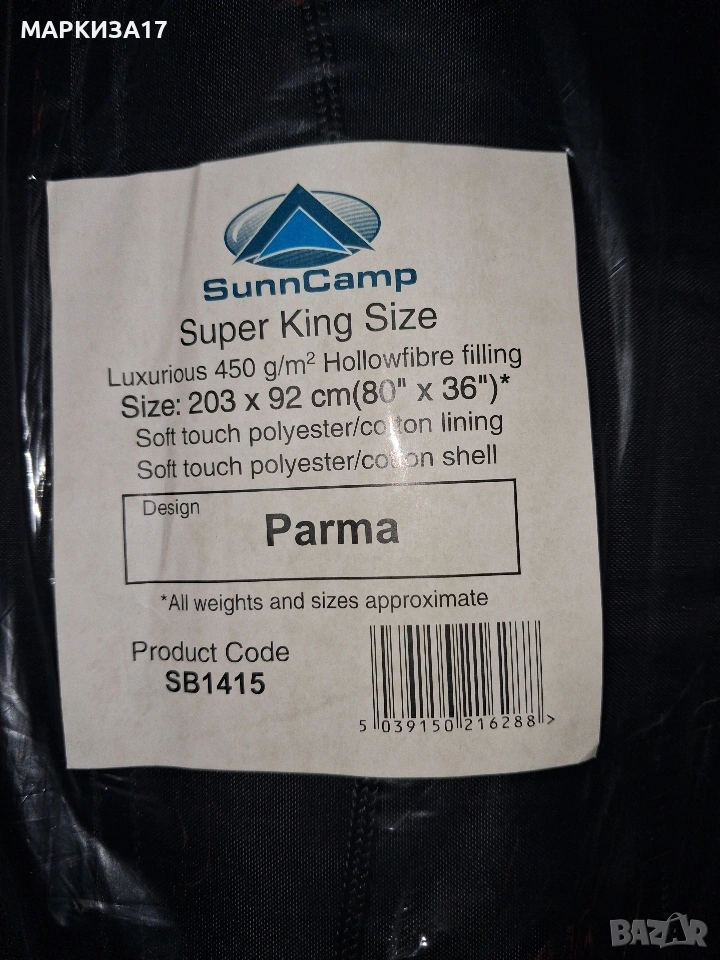 МАРКИЗА17
SunnCamp
Super King Size
Luxurious 450 g/m² Hollowfibre filling
Size: 203 x 92 cm(80" x 36")*
Soft touch polyester/cotton lining
Soft touch polyester/cotton shell
Design
Parma
*All weights and sizes approximate
Product Code
SB1415
5 039150 216288 >
BAZAR